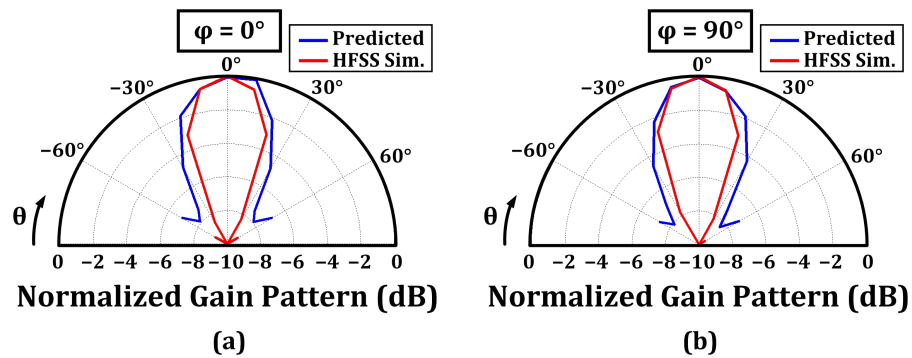 φ = 0°
Predicted
HFSS Sim.
0°
−30°
30°
−60°
60°
θ
0 −2 −4 −6 −8 −10 −8 −6 −4 −2 0
Normalized Gain Pattern (dB)
(a)
φ = 90°
Predicted
HFSS Sim.
0°
−30°
30°
−60°
60°
θ
0 −2 −4 −6 −8 −10 −8 −6 −4 −2 0
Normalized Gain Pattern (dB)
(b)